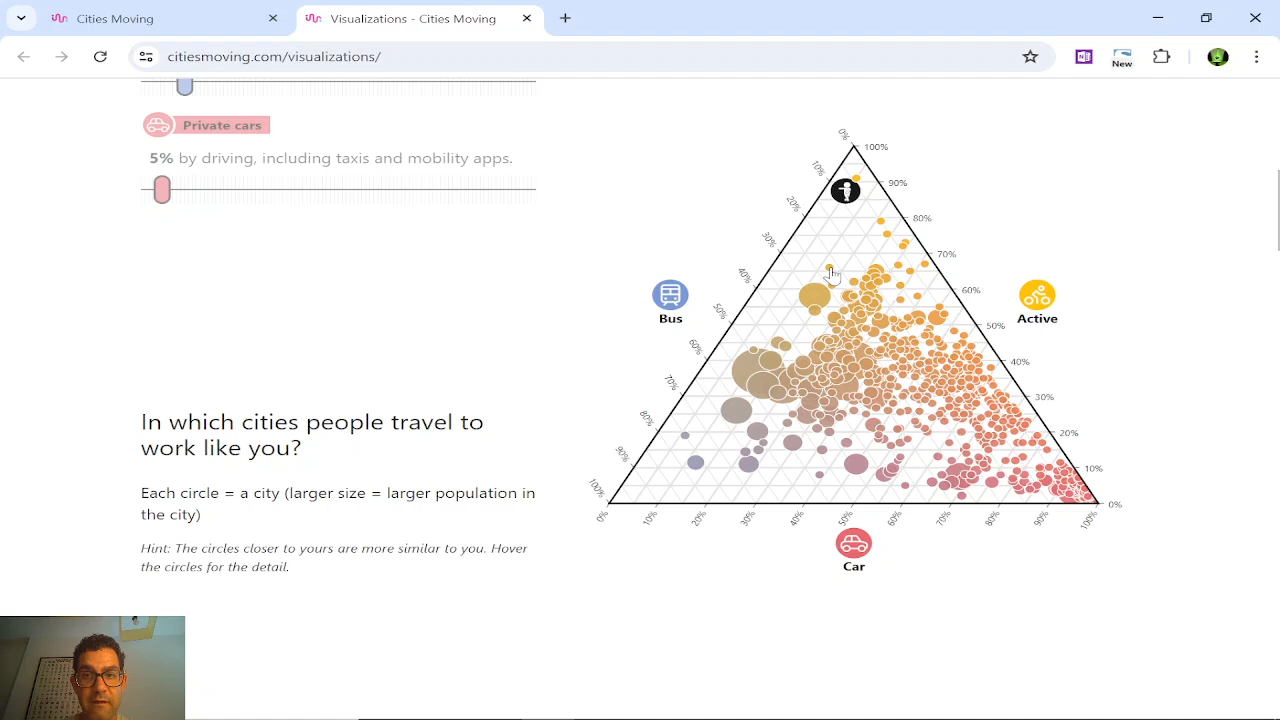 Cities Moving
Visualizations - Cities Moving
citiesmoving.com/visualizations/
New
Private cars
5% by driving, including taxis and mobility apps.
In which cities people travel to
work like you?
Each circle = a city (larger size = larger population in
the city)
Hint: The circles closer to yours are more similar to you. Hover
the circles for the detail.
0%
10%
20%
30%
40%
50%
60%
70%
80%
90%
100%
100%
90%
80%
70%
60%
50%
40%
30%
20%
10%
0%
Bus
Active
0%
10%
20%
30%
40%
50%
60%
70%
80%
90%
100%
Car